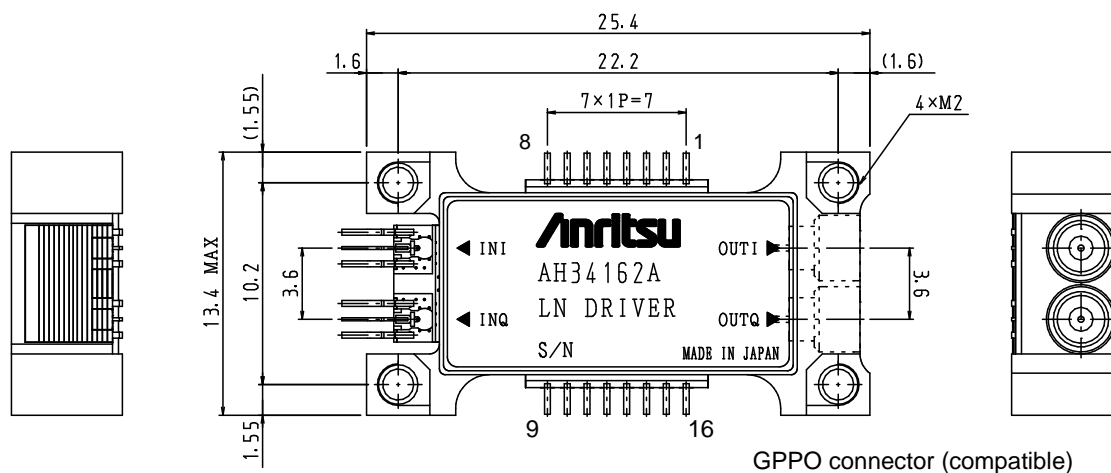 25.4
1.6 22.2 (1.6)
7×1P=7
4×M2
(1.55)
8 1
13.4 MAX
10.2
3.6
Anritsu
INI OUTI
AH34162A
LN DRIVER
3.6
INQ OUTQ
S/N MADE IN JAPAN
1.55
9 16
GPPO connector (compatible)